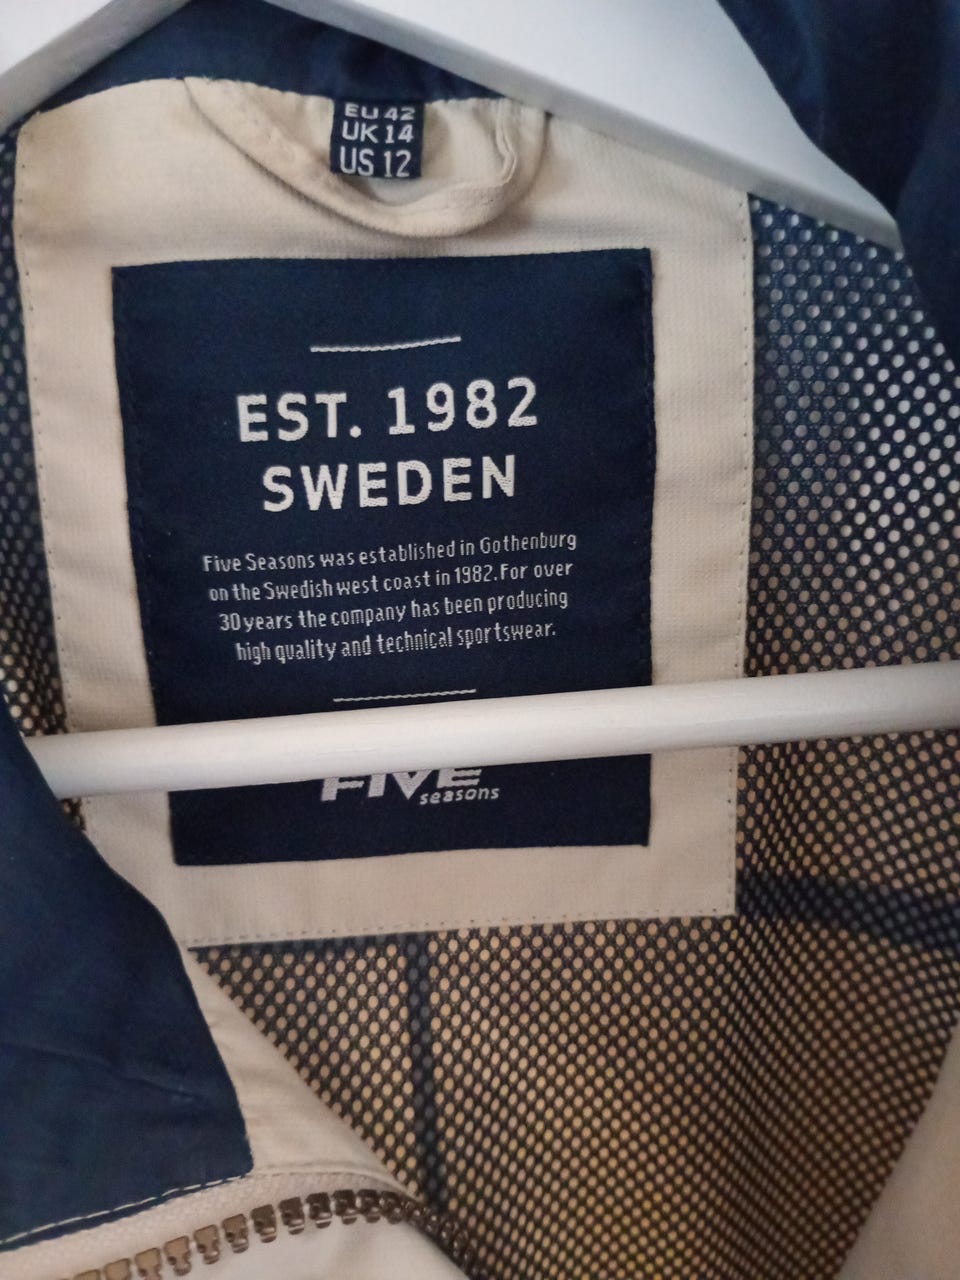 EU 42
UK 14
US 12
EST. 1982
SWEDEN
Five Seasons was established in Gothenburg
on the Swedish west coast in 1982. For over
30 years the company has been producing
high quality and technical sportswear.
FIVE
seasons